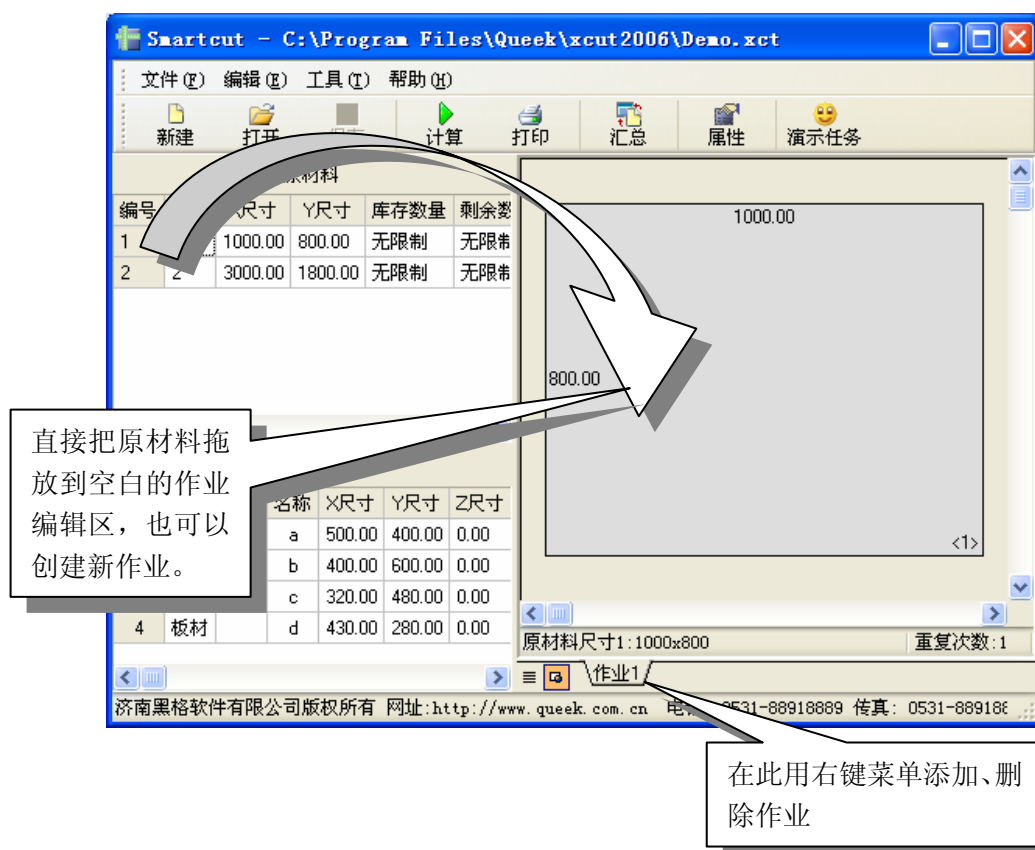 Smartcut - C:\Program Files\Queek\xcut2006\Demo.xct
文件(F) 编辑(E) 工具(T) 帮助(H)
新建 打开 计算 打印 汇总 属性 演示任务
原材料
编号 X尺寸 Y尺寸 库存数量 剩余数
1 1000.00 800.00 无限制 无限制
2 2 3000.00 1800.00 无限制 无限制
1000.00
800.00
<1>
直接把原材料拖
放到空白的作业
编辑区，也可以
创建新作业。
名称 X尺寸 Y尺寸 Z尺寸
a 500.00 400.00 0.00
b 400.00 600.00 0.00
c 320.00 480.00 0.00
4 板材 d 430.00 280.00 0.00
原材料尺寸1:1000x800 重复次数:1
作业1
济南黑格软件有限公司版权所有 网址:http://www.queek.com.cn 0531-88918889 传真: 0531-889188
在此用右键菜单添加、删
除作业